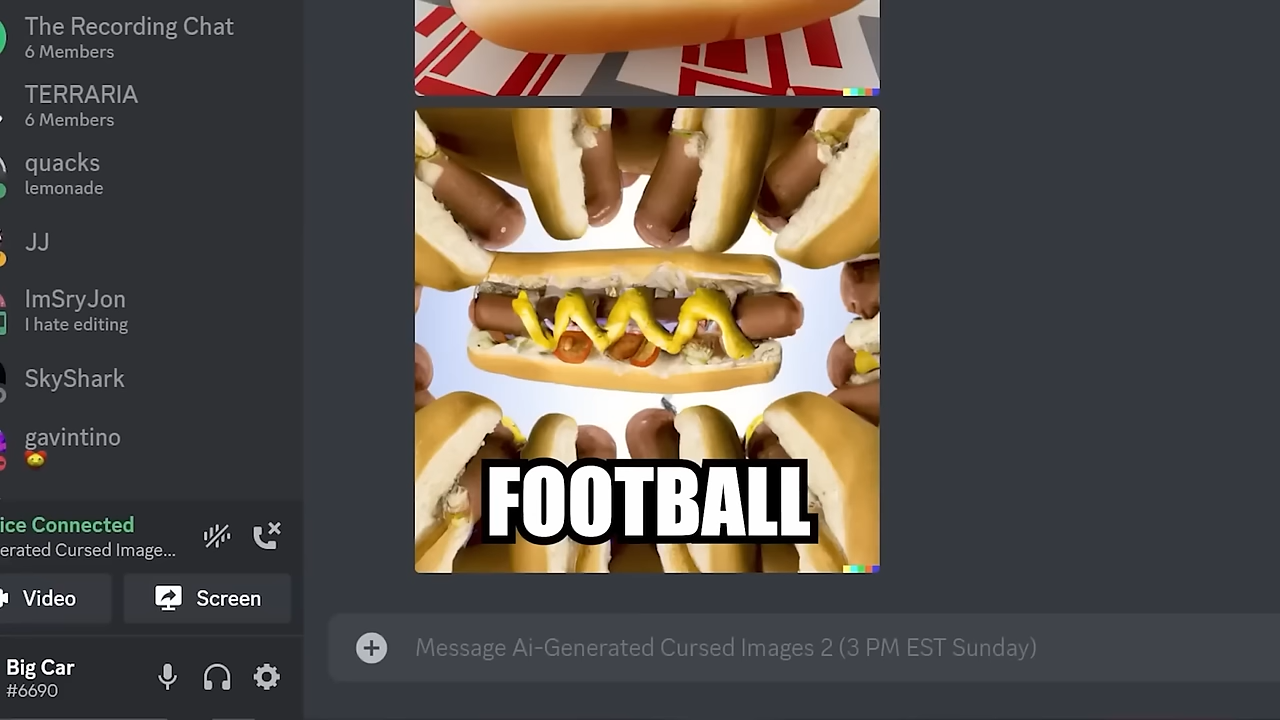 The Recording Chat
6 Members
TERRARIA
6 Members
quacks
lemonade
JJ
ImSryJon
I hate editing
SkyShark
gavintino
ice Connected
erated Cursed Image...
Video
Screen
Big Car
#6690
FOOTBALL
Message Ai-Generated Cursed Images 2 (3 PM EST Sunday)